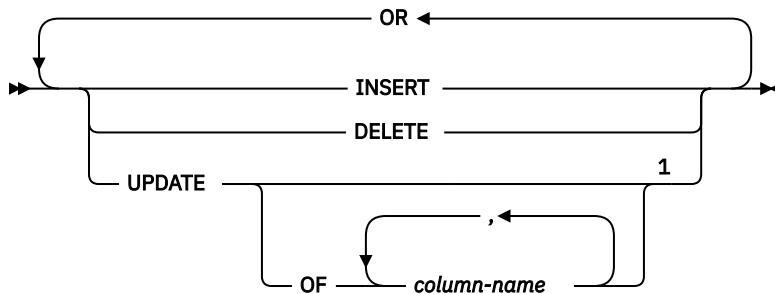 OR
INSERT
DELETE
UPDATE
1
,
OF column-name